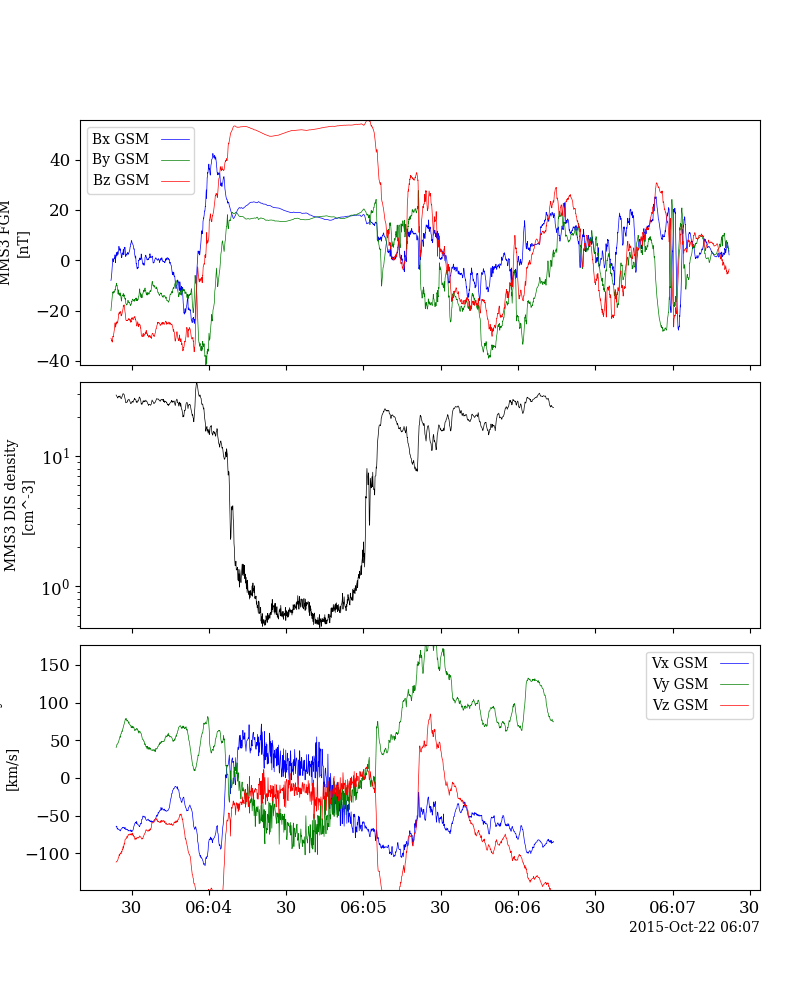 Bx GSM
By GSM
Bz GSM
MMS3 FGM
[nT]
40
20
0
−20
−40
MMS3 DIS density
[cm^-3]
10^1
10^0
Vx GSM
Vy GSM
Vz GSM
[km/s]
150
100
50
0
−50
−100
30 06:04 30 06:05 30 06:06 30 06:07 30
2015-Oct-22 06:07